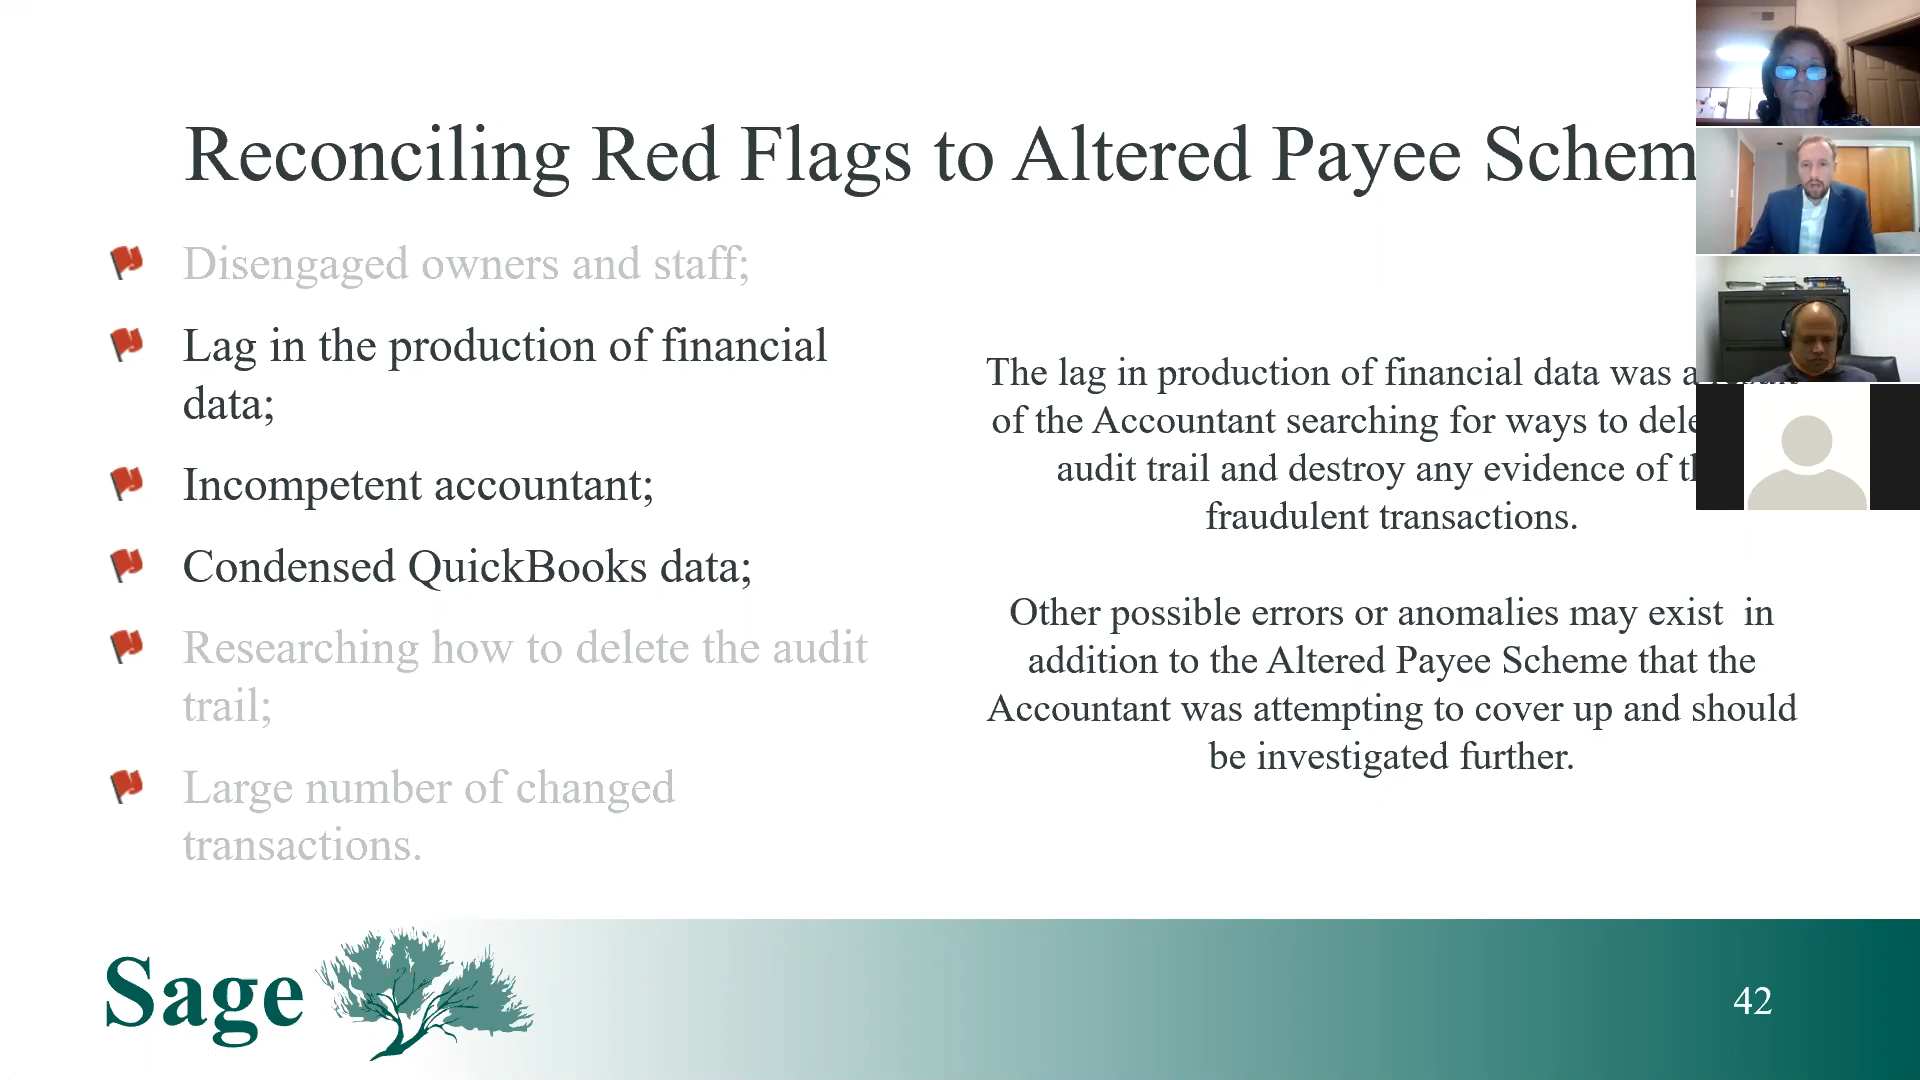 Reconciling Red Flags to Altered Payee Schem
Disengaged owners and staff;
Lag in the production of financial
data;
Incompetent accountant;
Condensed QuickBooks data;
Researching how to delete the audit
trail;
Large number of changed
transactions.
The lag in production of financial data was a
of the Accountant searching for ways to dele
audit trail and destroy any evidence of
fraudulent transactions.
Other possible errors or anomalies may exist in
addition to the Altered Payee Scheme that the
Accountant was attempting to cover up and should
be investigated further.
Sage
42